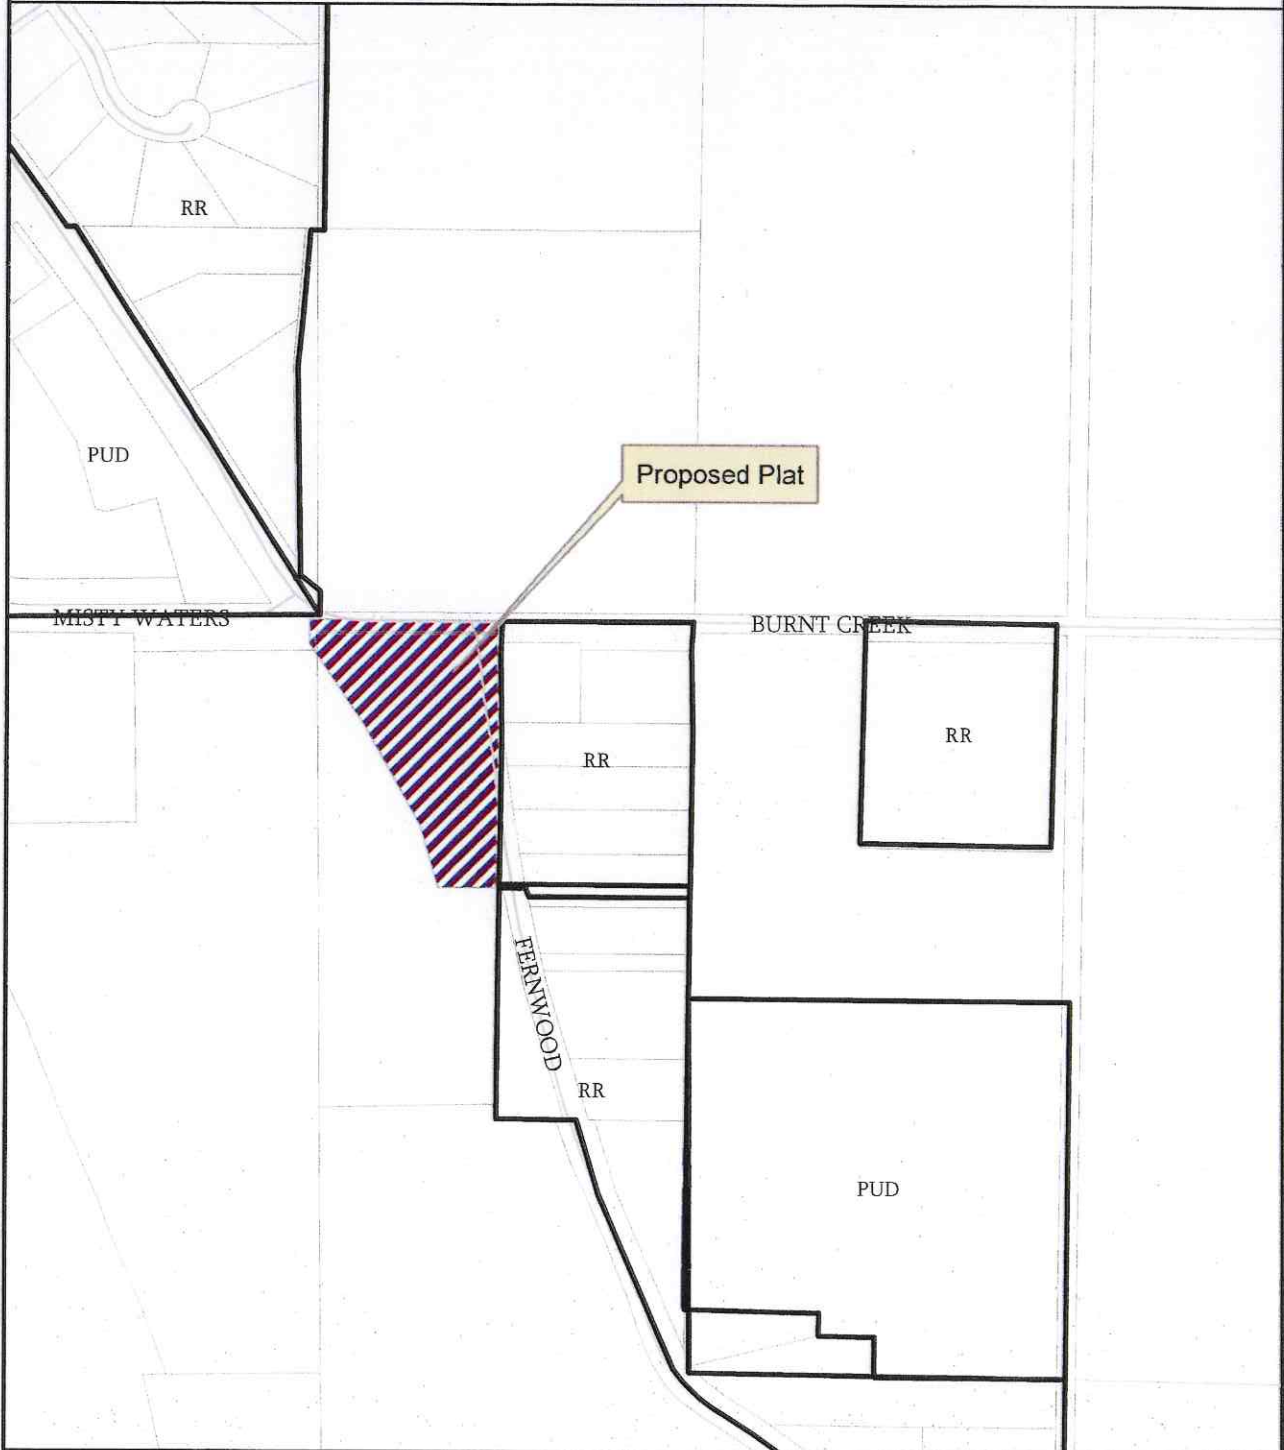 RR
PUD
Proposed Plat
MISTY WATERS
BURNT CREEK
RR
RR
FERNWOOD
RR
PUD